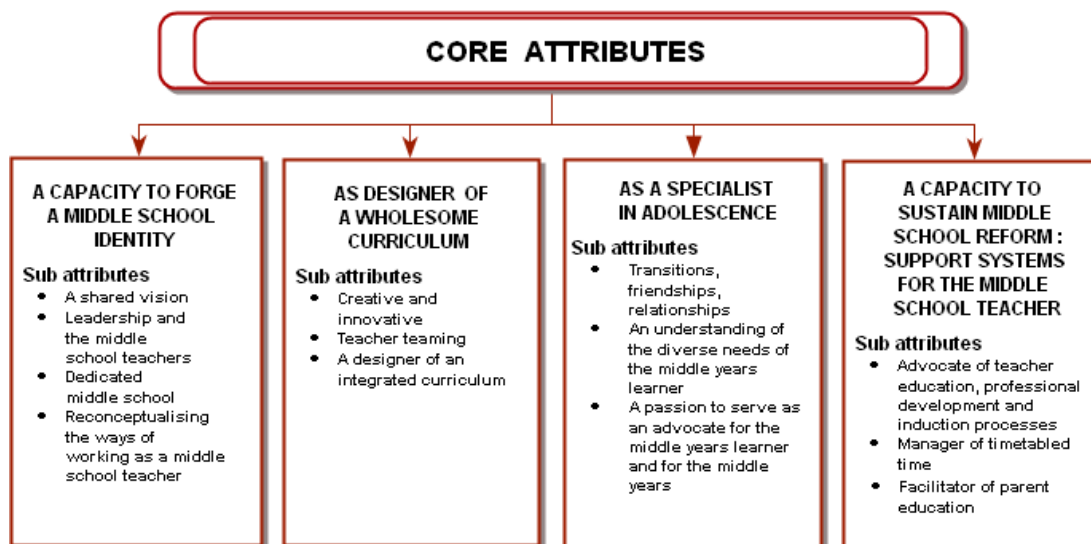 CORE ATTRIBUTES
A CAPACITY TO FORGE
A MIDDLE SCHOOL
IDENTITY
Sub attributes
• A shared vision
• Leadership and
the middle
school teachers
• Dedicated
middle school
• Reconceptualising
the ways of
working as a middle
school teacher
AS DESIGNER OF
A WHOLESOME
CURRICULUM
Sub attributes
• Creative and
innovative
• Teacher teaming
• A designer of an
integrated curriculum
AS A SPECIALIST
IN ADOLESCENCE
Sub attributes
• Transitions,
friendships,
relationships
• An understanding of
the diverse needs of
the middle years
learner
• A passion to serve as
an advocate for the
middle years learner
and for the middle
years
A CAPACITY TO
SUSTAIN MIDDLE
SCHOOL REFORM :
SUPPORT SYSTEMS
FOR THE MIDDLE
SCHOOL TEACHER
Sub attributes
• Advocate of teacher
education, professional
development and
induction processes
• Manager of timetabled
time
• Facilitator of parent
education